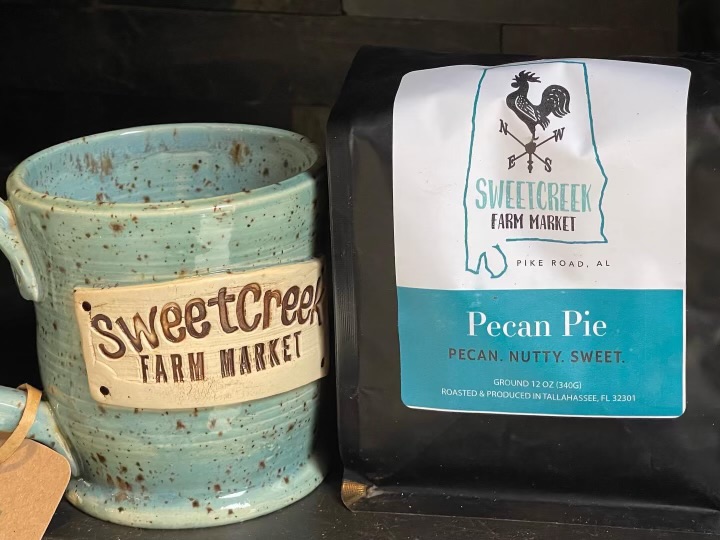 Sweetcreek
FARM MARKET
N
W
E
S
SWEETCREEK
FARM MARKET
PIKE ROAD, AL
Pecan Pie
PECAN. NUTTY. SWEET.
GROUND 12 OZ (340G)
ROASTED & PRODUCED IN TALLAHASSEE, FL 32301